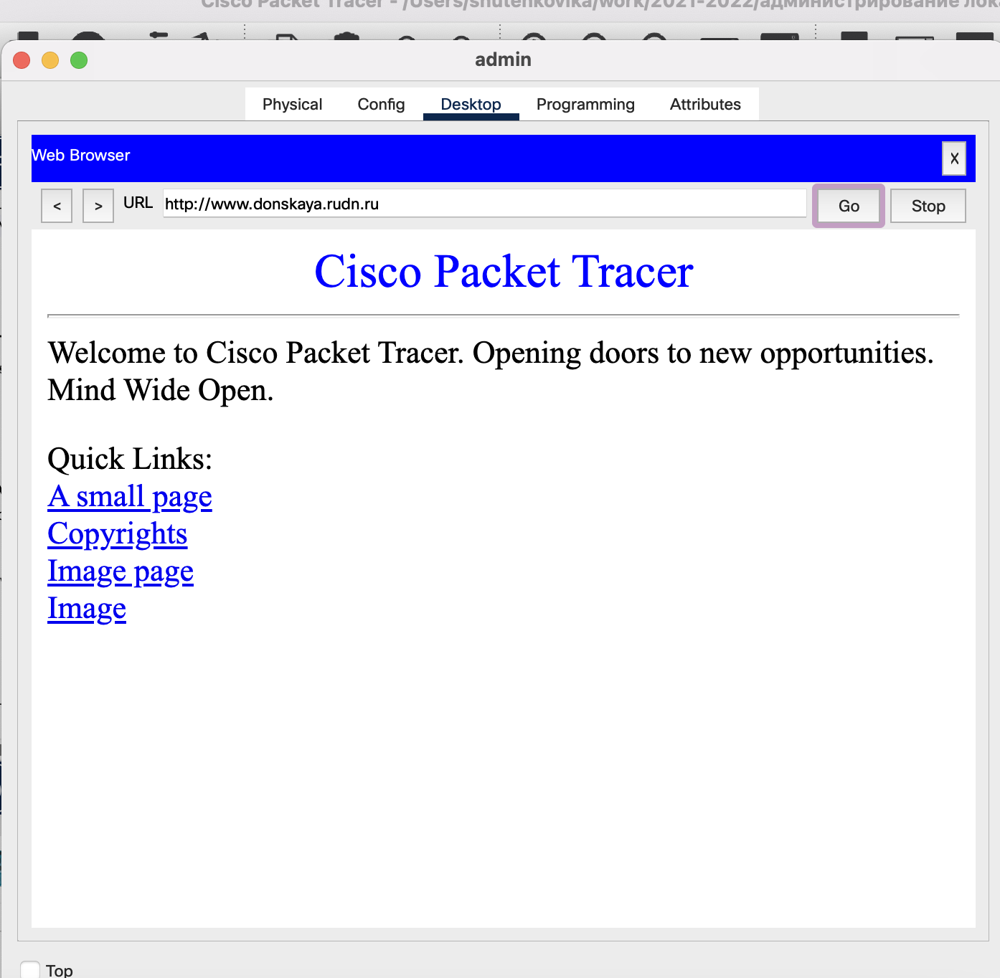 Cisco Packet Tracer - /Users/shutenkovika/work/2021-2022/администрирование лока
admin
Physical Config Desktop Programming Attributes
Web Browser X
< > URL http://www.donskaya.rudn.ru Go Stop
Cisco Packet Tracer
Welcome to Cisco Packet Tracer. Opening doors to new opportunities.
Mind Wide Open.
Quick Links:
A small page
Copyrights
Image page
Image
Top